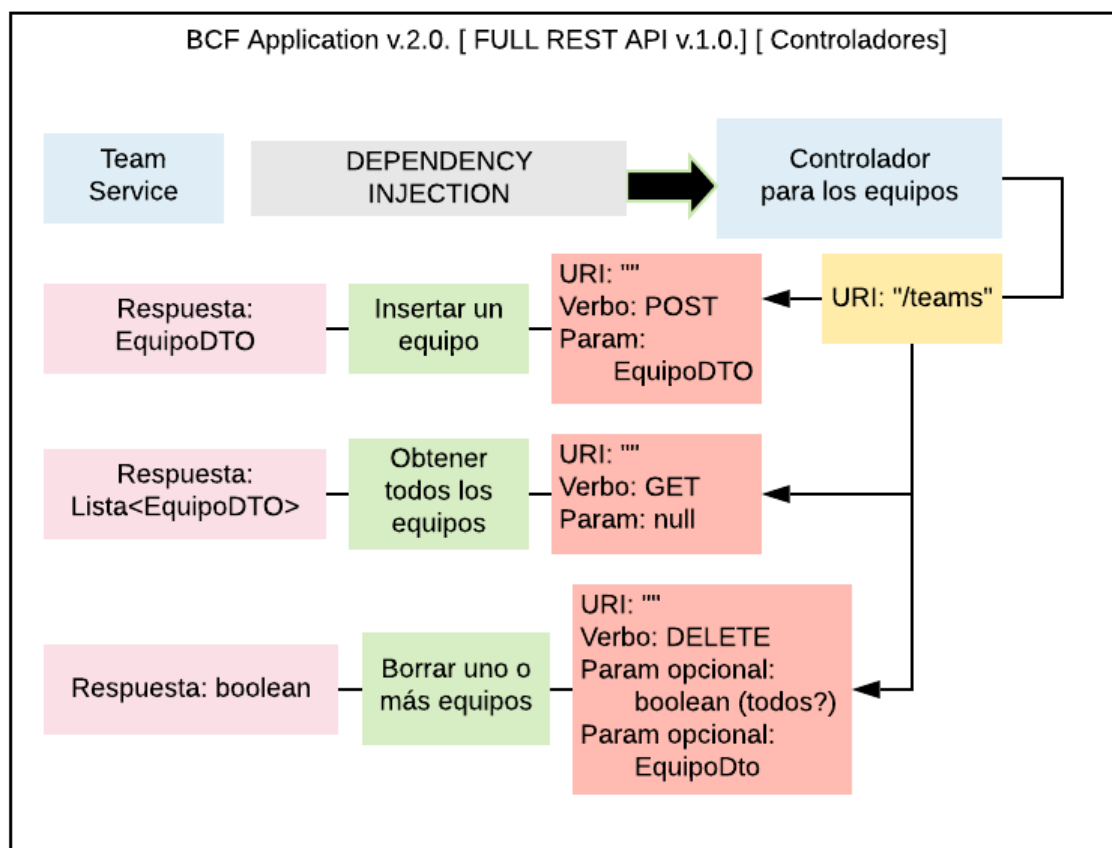 BCF Application v.2.0. [ FULL REST API v.1.0.] [ Controladores]
Team
Service
DEPENDENCY
INJECTION
Controlador
para los equipos
URI: "/teams"
Respuesta:
EquipoDTO
Insertar un
equipo
URI: ""
Verbo: POST
Param:
EquipoDTO
Respuesta:
Lista<EquipoDTO>
Obtener
todos los
equipos
URI: ""
Verbo: GET
Param: null
Respuesta: boolean
Borrar uno o
más equipos
URI: ""
Verbo: DELETE
Param opcional:
boolean (todos?)
Param opcional:
EquipoDto